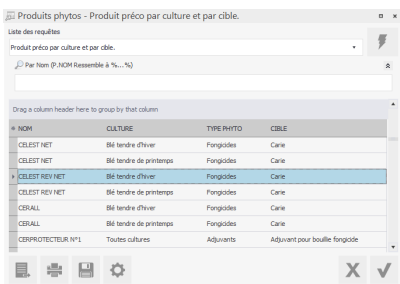 Produits phytos - Produit préco par culture et par cible.
Liste des requêtes
Produit préco par culture et par cible.
Par Nom (P.NOM Ressemble à %...%)
Drag a column header here to group by that column
NOM CULTURE TYPE PHYTO CIBLE
CELEST NET Blé tendre d'hiver Fongicides Carie
CELEST NET Blé tendre de printemps Fongicides Carie
CELEST REV NET Blé tendre d'hiver Fongicides Carie
CELEST REV NET Blé tendre de printemps Fongicides Carie
CERALL Blé tendre d'hiver Fongicides Carie
CERALL Blé tendre de printemps Fongicides Carie
CERPROTECTEUR N°1 Toutes cultures Adjuvants Adjuvant pour bouillie fongicide